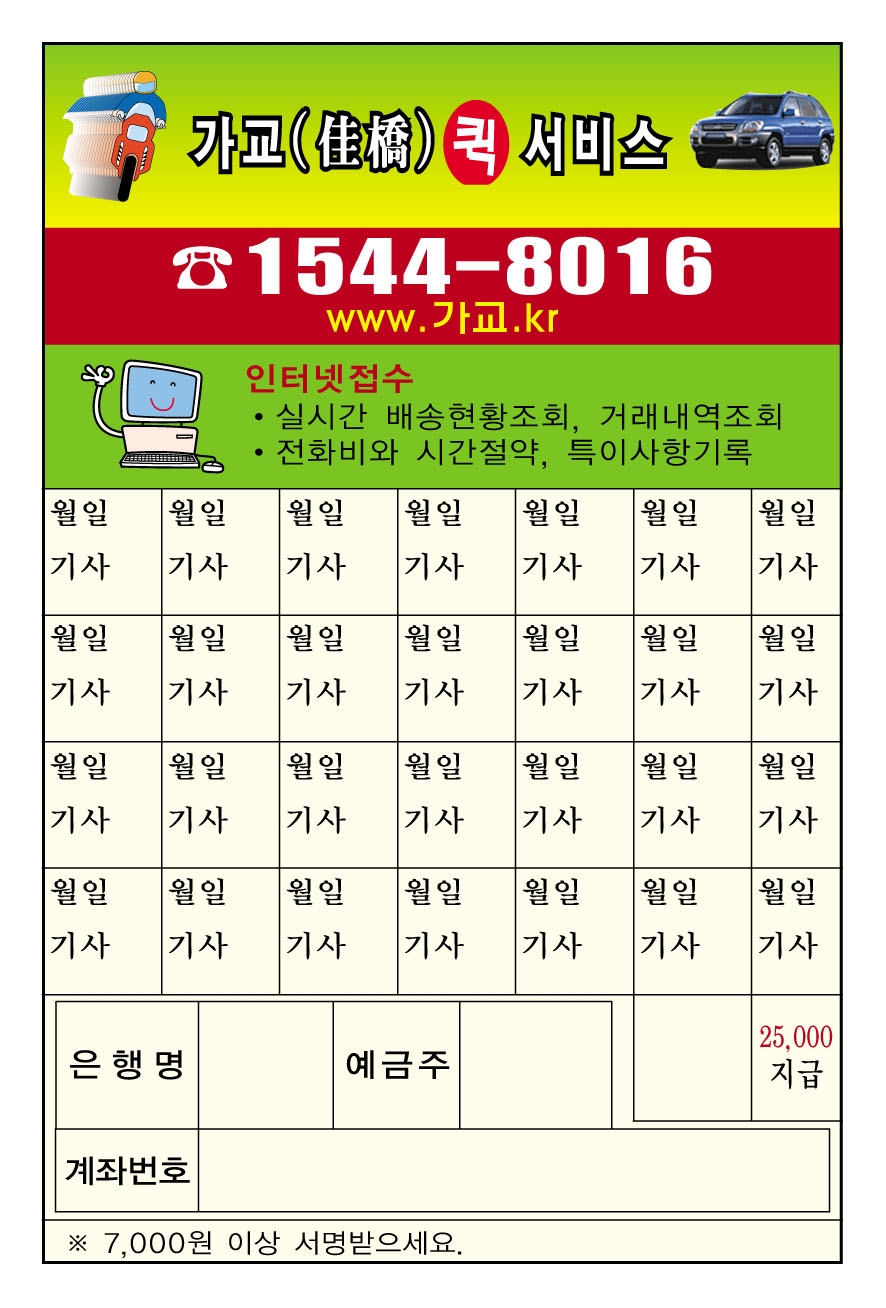 가교(佳橋)퀵서비스
☎1544-8016
www.가교.kr
인터넷접수
• 실시간 배송현황조회, 거래내역조회
• 전화비와 시간절약, 특이사항기록
월일 월일 월일 월일 월일 월일 월일
기사 기사 기사 기사 기사 기사 기사
월일 월일 월일 월일 월일 월일 월일
기사 기사 기사 기사 기사 기사 기사
월일 월일 월일 월일 월일 월일 월일
기사 기사 기사 기사 기사 기사 기사
월일 월일 월일 월일 월일 월일 월일
기사 기사 기사 기사 기사 기사 기사
은행명 예금주
25,000
지급
계좌번호
※ 7,000원 이상 서명받으세요.